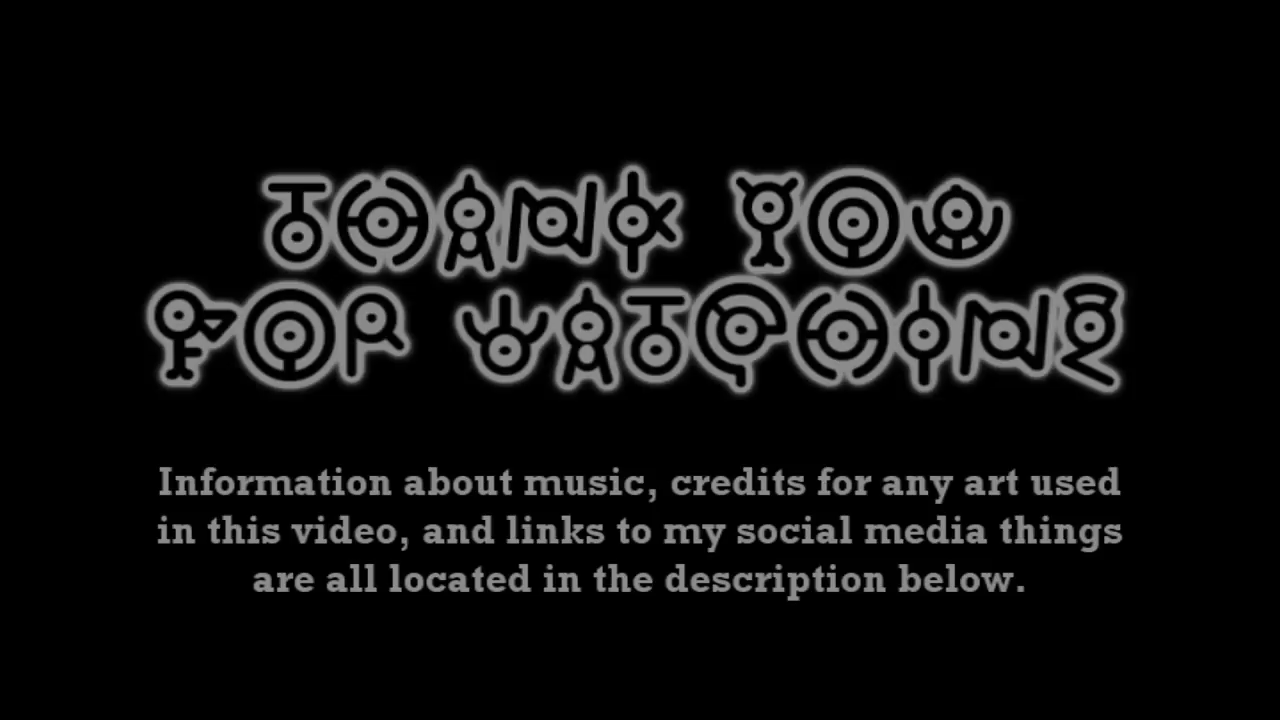 THANK YOU
FOR WATCHING
Information about music, credits for any art used
in this video, and links to my social media things
are all located in the description below.